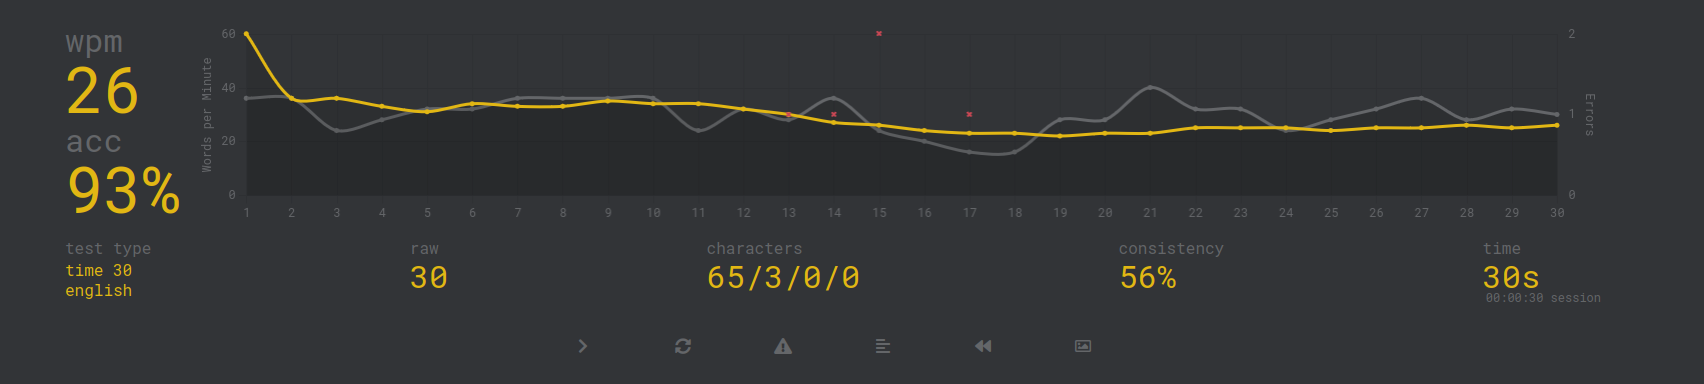 wpm
26
acc
93%
Words per Minute
60
40
20
0
2
1
0
Errors
1 2 3 4 5 6 7 8 9 10 11 12 13 14 15 16 17 18 19 20 21 22 23 24 25 26 27 28 29 30
test type
time 30
english
raw
30
characters
65/3/0/0
consistency
56%
time
30s
00:00:30 session